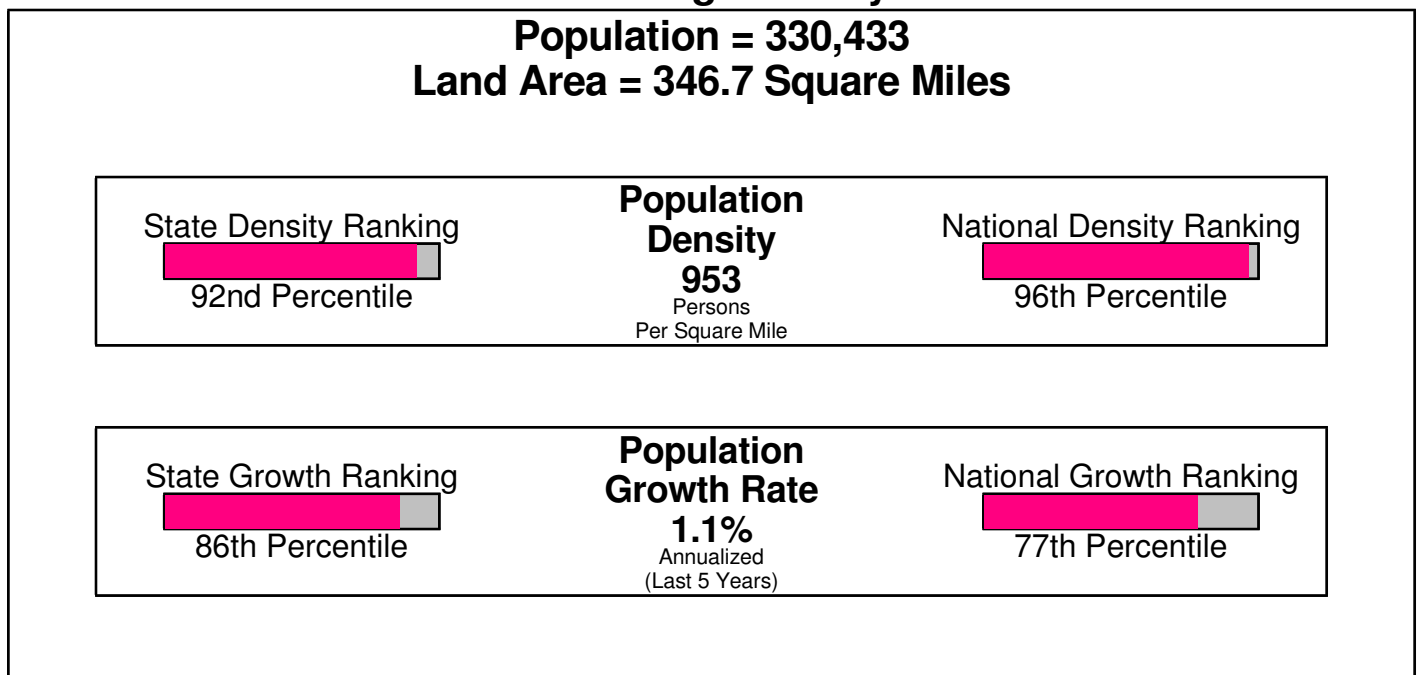 Population = 330,433
Land Area = 346.7 Square Miles
State Density Ranking
92nd Percentile
Population
Density
953
Persons
Per Square Mile
National Density Ranking
96th Percentile
State Growth Ranking
86th Percentile
Population
Growth Rate
1.1%
Annualized
(Last 5 Years)
National Growth Ranking
77th Percentile